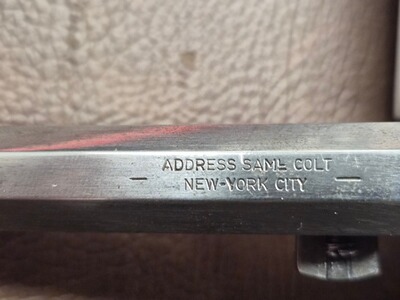 ADDRESS SAML COLT
— NEW-YORK CITY —